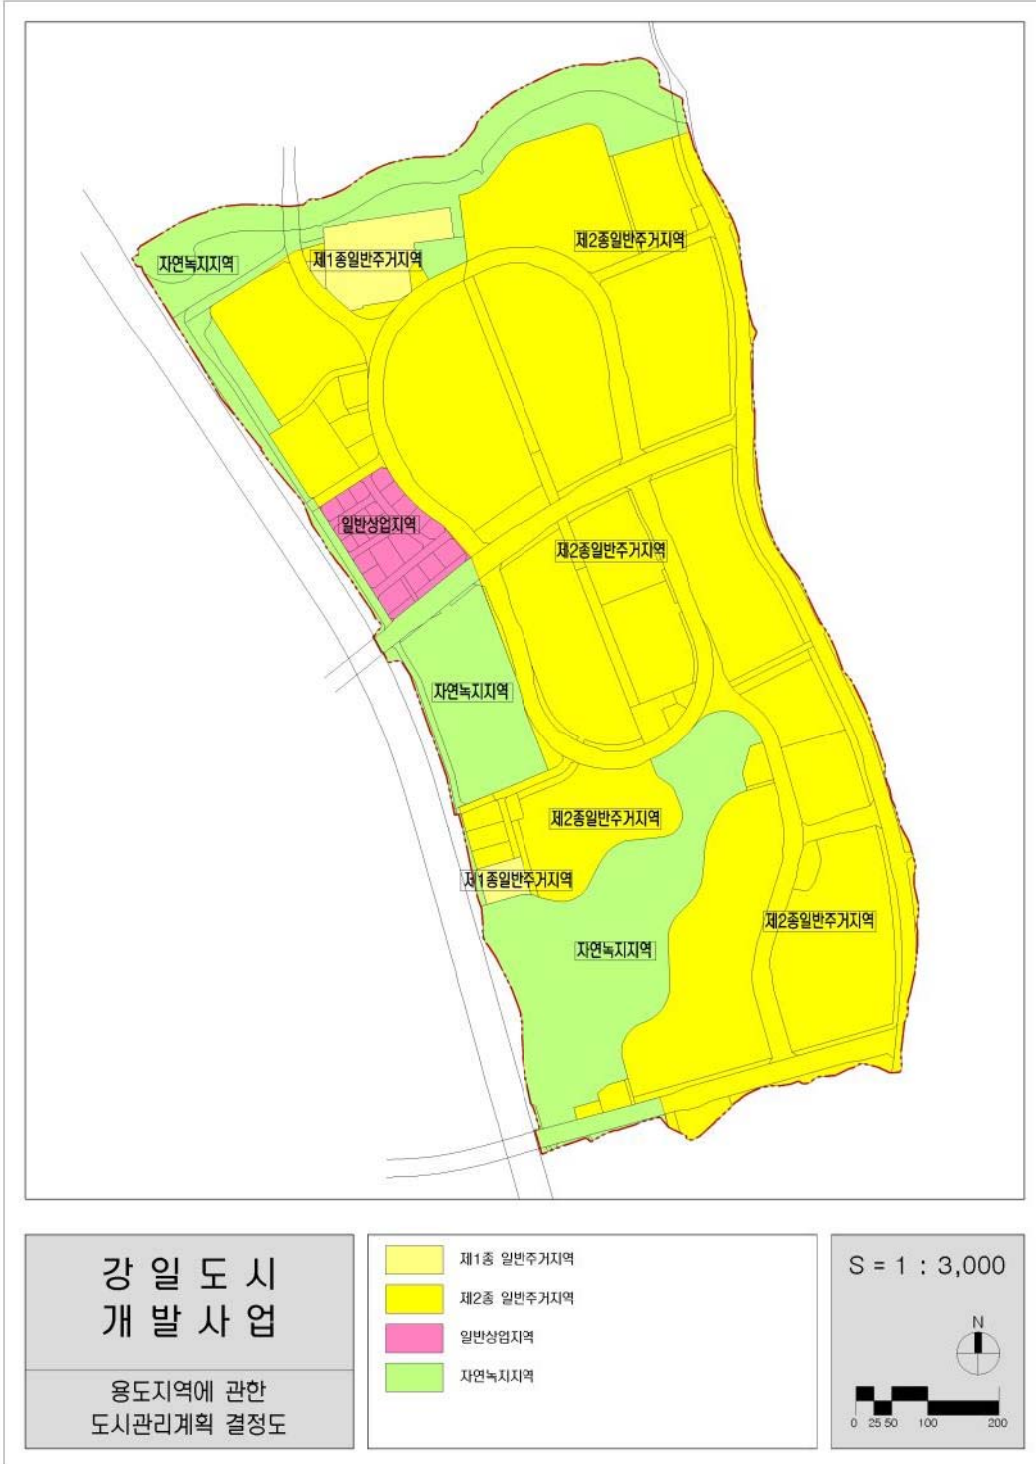 제2종일반주거지역
제1종일반주거지역
자연녹지지역
일반상업지역
제2종일반주거지역
자연녹지지역
제2종일반주거지역
제1종일반주거지역
제2종일반주거지역
자연녹지지역
강일도시
개발사업
용도지역에 관한
도시관리계획 결정도
제1종 일반주거지역
제2종 일반주거지역
일반상업지역
자연녹지지역
S = 1 : 3,000
N
0 25 50 100 200